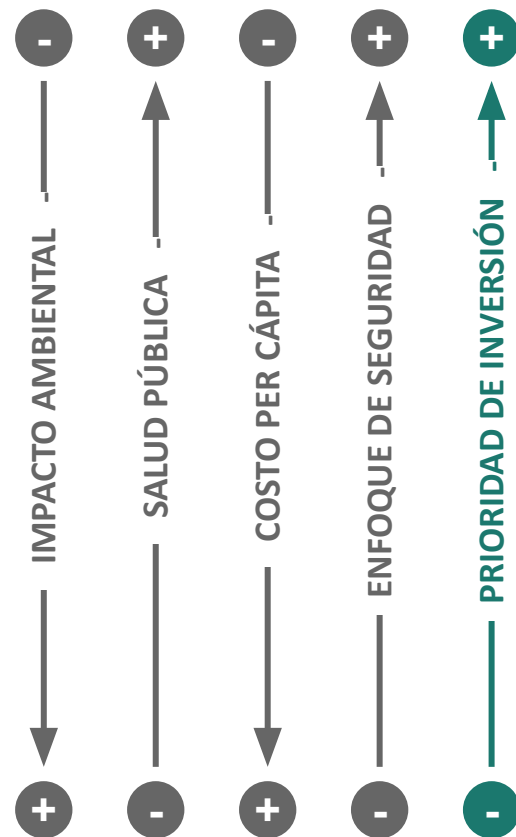 - + - + +
IMPACTO AMBIENTAL -
SALUD PÚBLICA -
COSTO PER CÁPITA -
ENFOQUE DE SEGURIDAD -
PRIORIDAD DE INVERSIÓN -
+ - + - -